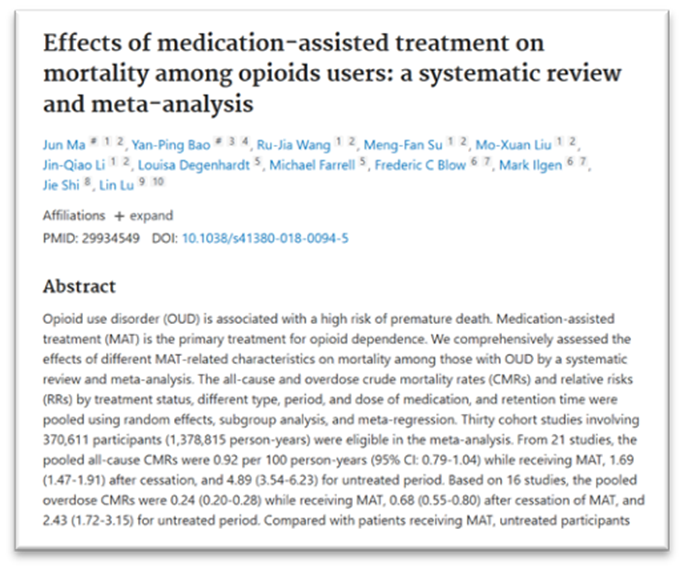 Effects of medication-assisted treatment on
mortality among opioids users: a systematic review
and meta-analysis
Jun Ma # 1 2, Yan-Ping Bao # 3 4, Ru-Jia Wang 1 2, Meng-Fan Su 1 2, Mo-Xuan Liu 1 2,
Jin-Qiao Li 1 2, Louisa Degenhardt 5, Michael Farrell 5, Frederic C Blow 6 7, Mark Ilgen 6 7,
Jie Shi 8, Lin Lu 9 10
Affiliations + expand
PMID: 29934549 DOI: 10.1038/s41380-018-0094-5
Abstract
Opioid use disorder (OUD) is associated with a high risk of premature death. Medication-assisted
treatment (MAT) is the primary treatment for opioid dependence. We comprehensively assessed the
effects of different MAT-related characteristics on mortality among those with OUD by a systematic
review and meta-analysis. The all-cause and overdose crude mortality rates (CMRs) and relative risks
(RRs) by treatment status, different type, period, and dose of medication, and retention time were
pooled using random effects, subgroup analysis, and meta-regression. Thirty cohort studies involving
370,611 participants (1,378,815 person-years) were eligible in the meta-analysis. From 21 studies, the
pooled all-cause CMRs were 0.92 per 100 person-years (95% CI: 0.79-1.04) while receiving MAT, 1.69
(1.47-1.91) after cessation, and 4.89 (3.54-6.23) for untreated period. Based on 16 studies, the pooled
overdose CMRs were 0.24 (0.20-0.28) while receiving MAT, 0.68 (0.55-0.80) after cessation of MAT, and
2.43 (1.72-3.15) for untreated period. Compared with patients receiving MAT, untreated participants